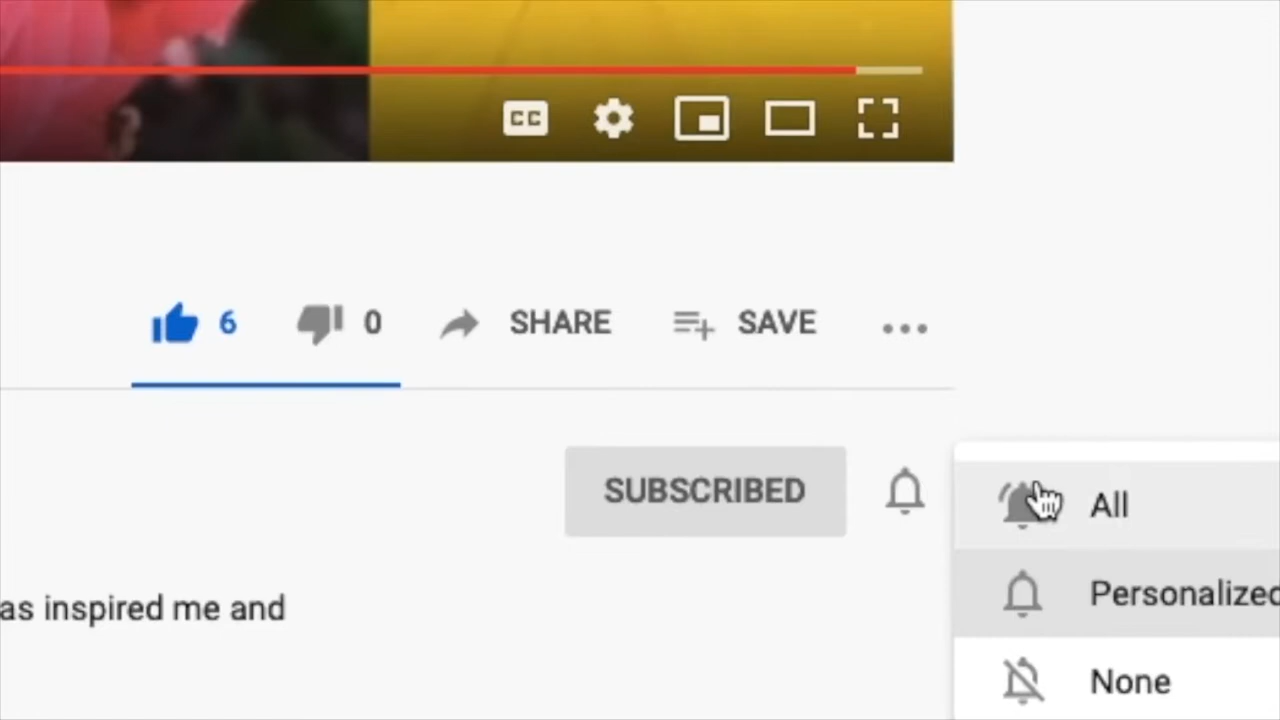 CC
6 0 SHARE SAVE
SUBSCRIBED
All
Personalized
as inspired me and
None